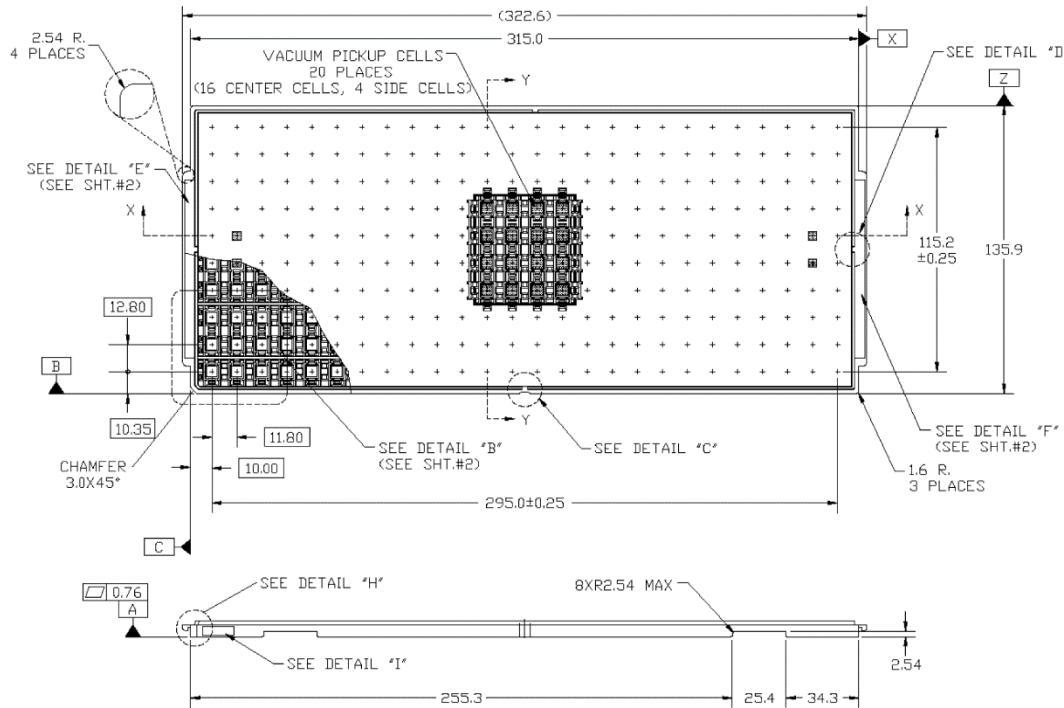 (322.6)
315.0
2.54 R.
4 PLACES
VACUUM PICKUP CELLS
20 PLACES
(16 CENTER CELLS, 4 SIDE CELLS)
Y
X
SEE DETAIL "D
Z
SEE DETAIL "E"
(SEE SHT.#2)
X
X
115.2
±0.25
135.9
12.80
B
10.35
11.80
10.00
CHAMFER
3.0X45°
SEE DETAIL "B"
(SEE SHT.#2)
Y
SEE DETAIL "C"
SEE DETAIL "F"
(SEE SHT.#2)
1.6 R.
3 PLACES
295.0±0.25
C
0.76
A
SEE DETAIL "H"
8XR2.54 MAX
SEE DETAIL "I"
2.54
255.3
25.4
34.3